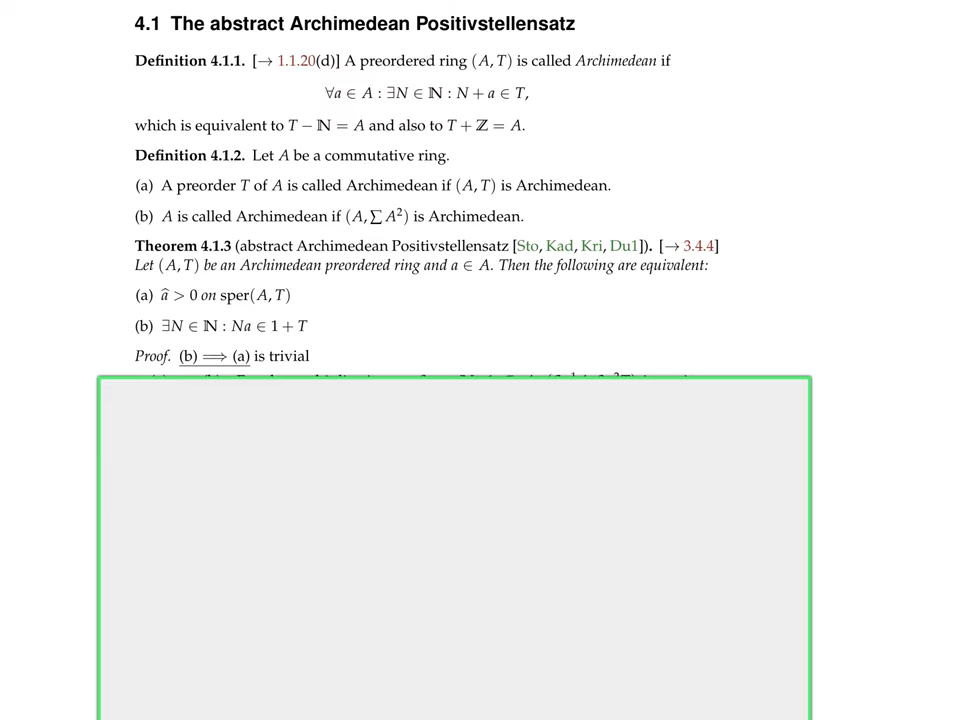 4.1 The abstract Archimedean Positivstellensatz
Definition 4.1.1. [→ 1.1.20(d)] A preordered ring (A, T) is called Archimedean if
∀a ∈ A : ∃N ∈ ℕ : N + a ∈ T,
which is equivalent to T − ℕ = A and also to T + ℤ = A.
Definition 4.1.2. Let A be a commutative ring.
(a) A preorder T of A is called Archimedean if (A, T) is Archimedean.
(b) A is called Archimedean if (A, ∑ A²) is Archimedean.
Theorem 4.1.3 (abstract Archimedean Positivstellensatz [Sto, Kad, Kri, Du1]). [→ 3.4.4]
Let (A, T) be an Archimedean preordered ring and a ∈ A. Then the following are equivalent:
(a) â > 0 on sper(A, T)
(b) ∃N ∈ ℕ : Na ∈ 1 + T
Proof. (b) ⟹ (a) is trivial